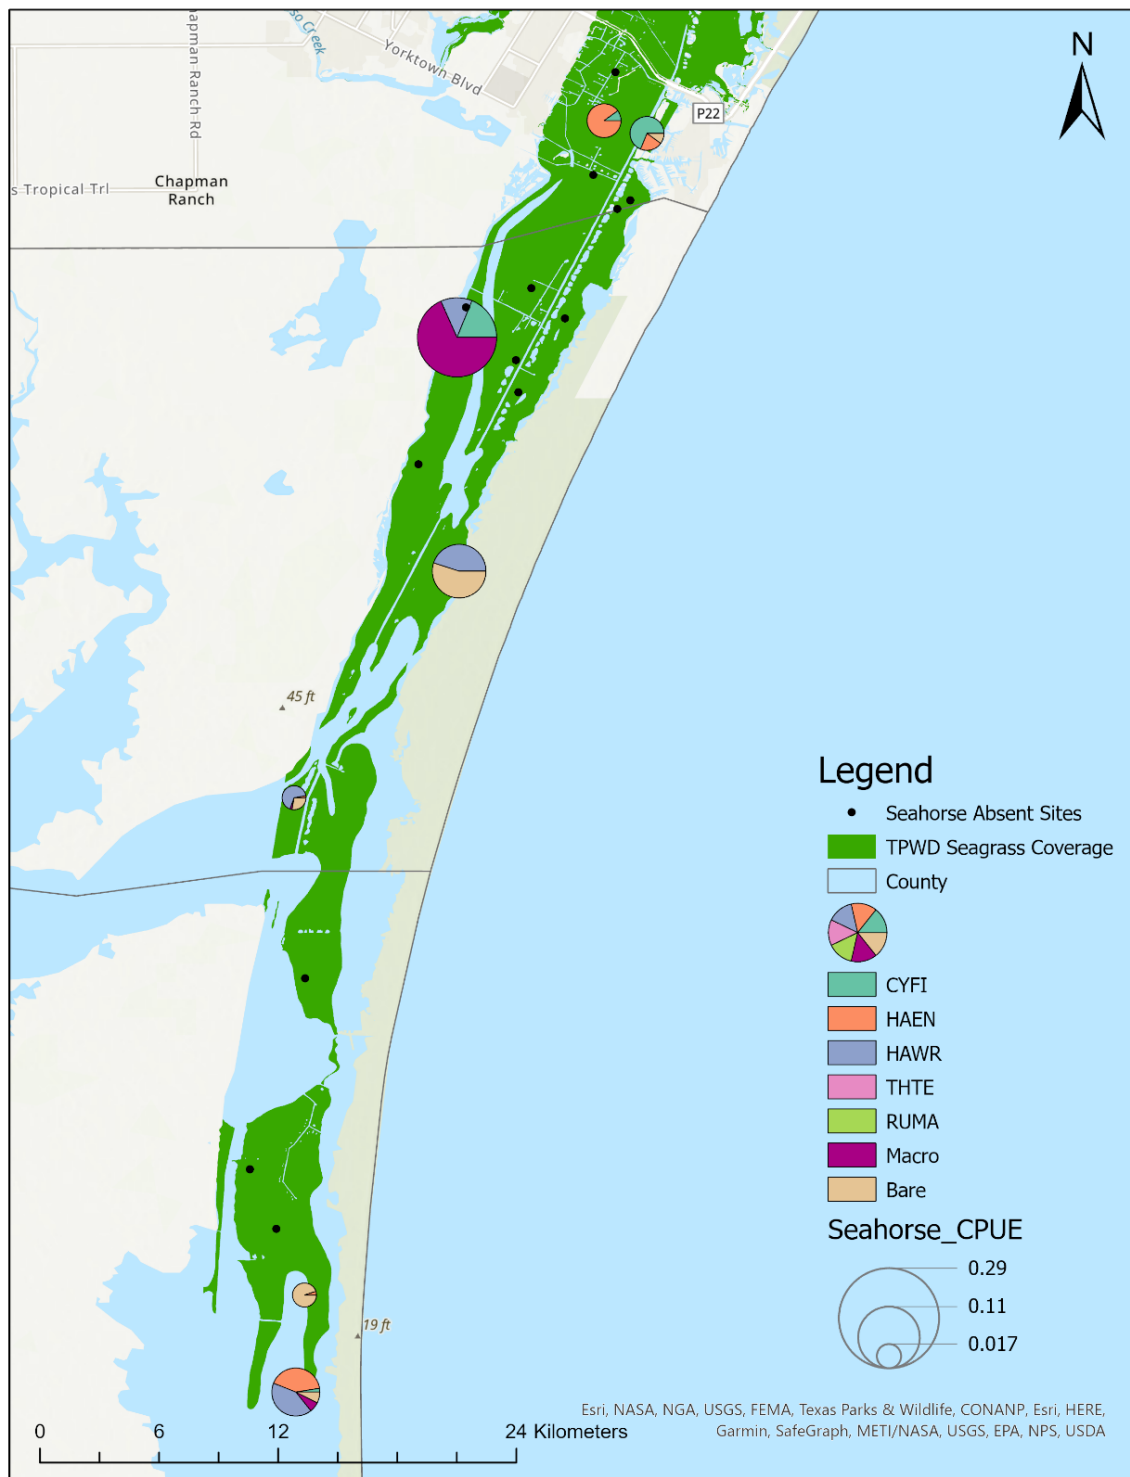 so Creek
Yorktown Blvd
hapman Ranch Rd
N
P22
s Tropical Trl
Chapman
Ranch
45 ft
Legend
Seahorse Absent Sites
TPWD Seagrass Coverage
County
CYFI
HAEN
HAWR
THTE
RUMA
Macro
Bare
Seahorse_CPUE
0.29
0.11
0.017
19 ft
0 6 12 24 Kilometers
Esri, NASA, NGA, USGS, FEMA, Texas Parks & Wildlife, CONANP, Esri, HERE,
Garmin, SafeGraph, METI/NASA, USGS, EPA, NPS, USDA